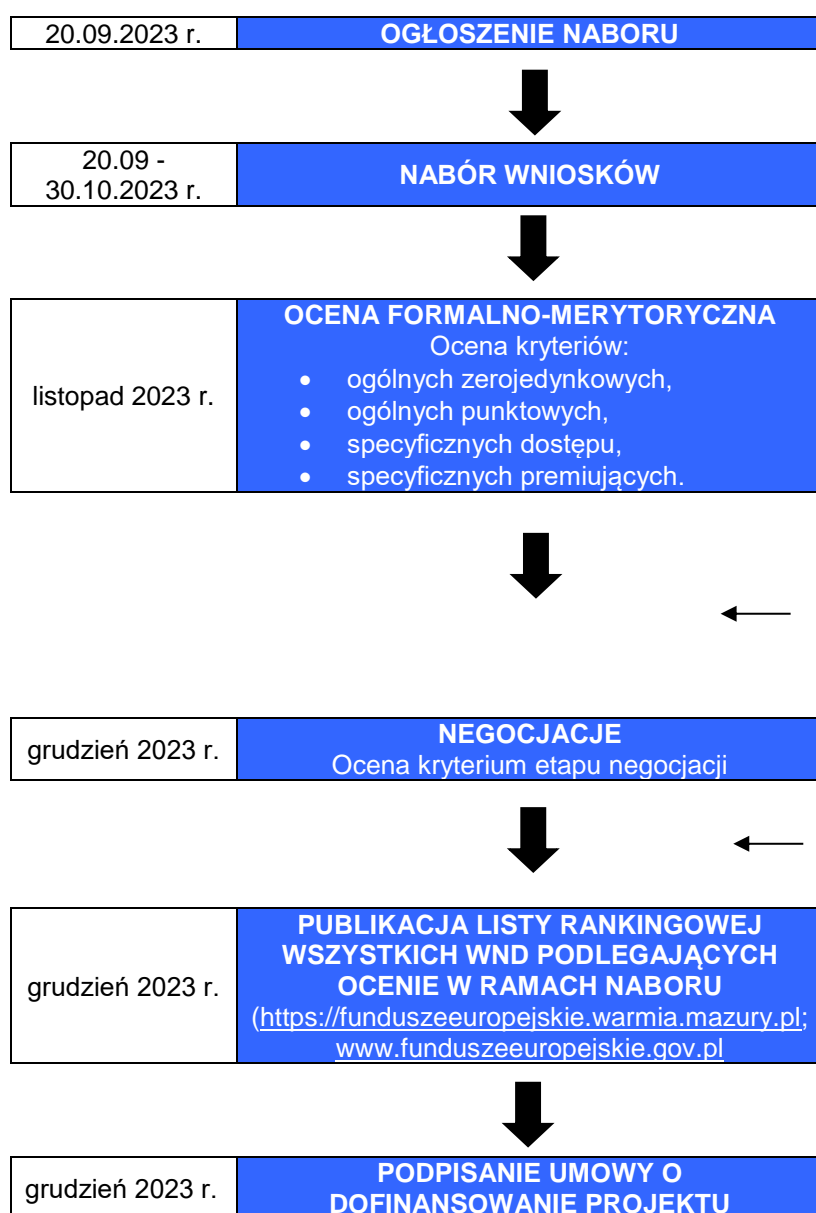 20.09.2023 r.
OGŁOSZENIE NABORU
20.09 -
30.10.2023 r.
NABÓR WNIOSKÓW
listopad 2023 r.
OCENA FORMALNO-MERYTORYCZNA
Ocena kryteriów:
• ogólnych zerojedynkowych,
• ogólnych punktowych,
• specyficznych dostępu,
• specyficznych premiujących.
grudzień 2023 r.
NEGOCJACJE
Ocena kryterium etapu negocjacji
grudzień 2023 r.
PUBLIKACJA LISTY RANKINGOWEJ
WSZYSTKICH WND PODLEGAJĄCYCH
OCENIE W RAMACH NABORU
(https://funduszeeuropejskie.warmia.mazury.pl;
www.funduszeeuropejskie.gov.pl
grudzień 2023 r.
PODPISANIE UMOWY O
DOFINANSOWANIE PROJEKTU